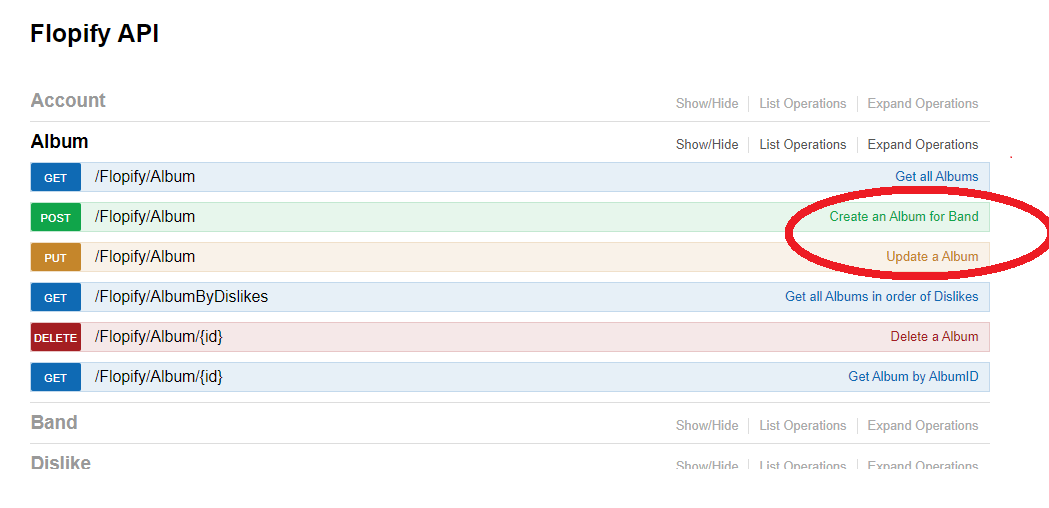 Flopify API
Account Show/Hide List Operations Expand Operations
Album Show/Hide List Operations Expand Operations
GET /Flopify/Album Get all Albums
POST /Flopify/Album Create an Album for Band
PUT /Flopify/Album Update a Album
GET /Flopify/AlbumByDislikes Get all Albums in order of Dislikes
DELETE /Flopify/Album/{id} Delete a Album
GET /Flopify/Album/{id} Get Album by AlbumID
Band Show/Hide List Operations Expand Operations
Dislike Show/Hide List Operations Expand Operations